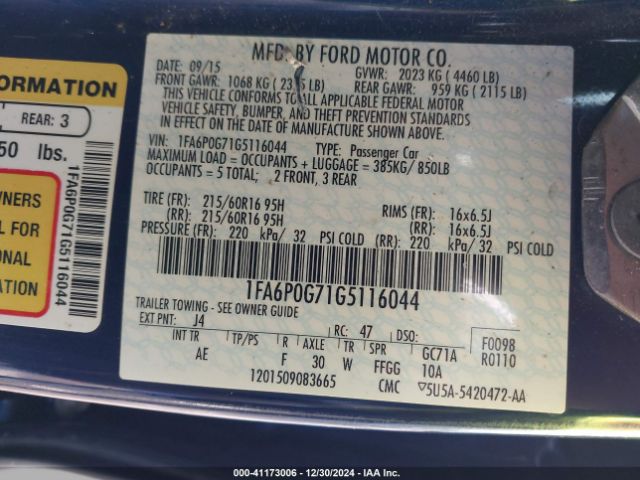 ORMATION
REAR: 3
50 lbs.
WNERS
L FOR
ONAL
ATION
1FA6P0G71G5116044
MFD. BY FORD MOTOR CO.
DATE: 09/15 GVWR: 2023 KG ( 4460 LB)
FRONT GAWR: 1068 KG ( 2355 LB) REAR GAWR: 959 KG ( 2115 LB)
THIS VEHICLE CONFORMS TO ALL APPLICABLE FEDERAL MOTOR
VEHICLE SAFETY, BUMPER, AND THEFT PREVENTION STANDARDS
IN EFFECT ON THE DATE OF MANUFACTURE SHOWN ABOVE.
VIN: 1FA6P0G71G5116044 TYPE: Passenger Car
MAXIMUM LOAD = OCCUPANTS + LUGGAGE = 385KG/ 850LB
OCCUPANTS = 5 TOTAL; 2 FRONT, 3 REAR
TIRE (FR): 215/60R16 95H RIMS (FR): 16x6.5J
(RR): 215/60R16 95H (RR): 16x6.5J
PRESSURE (FR): 220 kPa/ 32 PSI COLD (RR): 220 kPa/ 32 PSI COLD
1FA6P0G71G5116044
TRAILER TOWING - SEE OWNER GUIDE
EXT PNT: J4 RC: 47 DSO: F0098
INT TR TP/PS R AXLE TR SPR GC71A R0110
AE F 30 W FFGG 10A
1201509083665 CMC 5U5A-5420472-AA
000-41173006 - 12/30/2024 - IAA Inc.